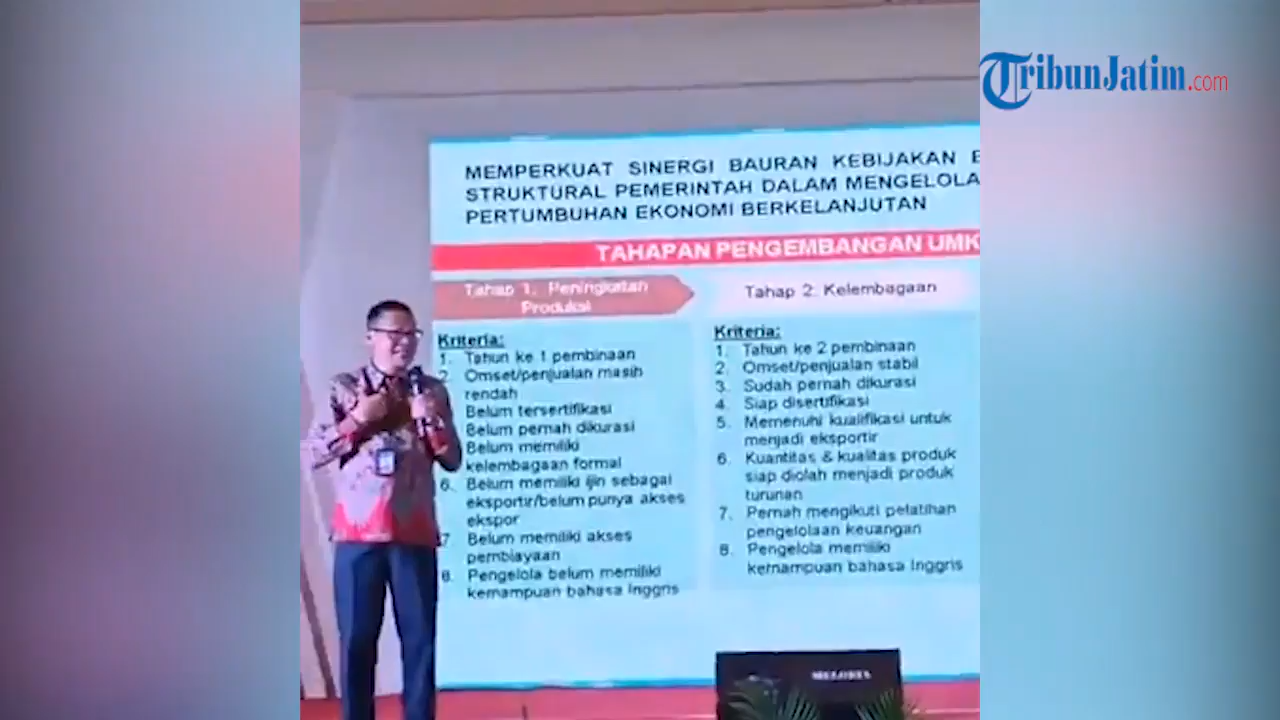 TribunJatim.com
MEMPERKUAT SINERGI BAURAN KEBIJAKAN
STRUKTURAL PEMERINTAH DALAM MENGELOLA
PERTUMBUHAN EKONOMI BERKELANJUTAN
TAHAPAN PENGEMBANGAN UMK
Tahap 1. Peningkatan
Produksi
Kriteria:
1. Tahun ke 1 pembinaan
2. Omset/penjualan masih
rendah
Belum tersertifikasi
Belum pernah dikurasi
Belum memiliki
kelembagaan formal
6. Belum memiliki ijin sebagai
eksportir/belum punya akses
ekspor
7. Belum memiliki akses
pembiayaan
8. Pengelola belum memiliki
kemampuan bahasa Inggris
Tahap 2: Kelembagaan
Kriteria:
1. Tahun ke 2 pembinaan
2. Omset/penjualan stabil
3. Sudah pernah dikurasi
4. Siap disertifikasi
5. Memenuhi kualifikasi untuk
menjadi eksportir
6. Kuantitas & kualitas produk
siap diolah menjadi produk
turunan
7. Pernah mengikuti pelatihan
pengelolaan keuangan
8. Pengelola memiliki
kemampuan bahasa Inggris